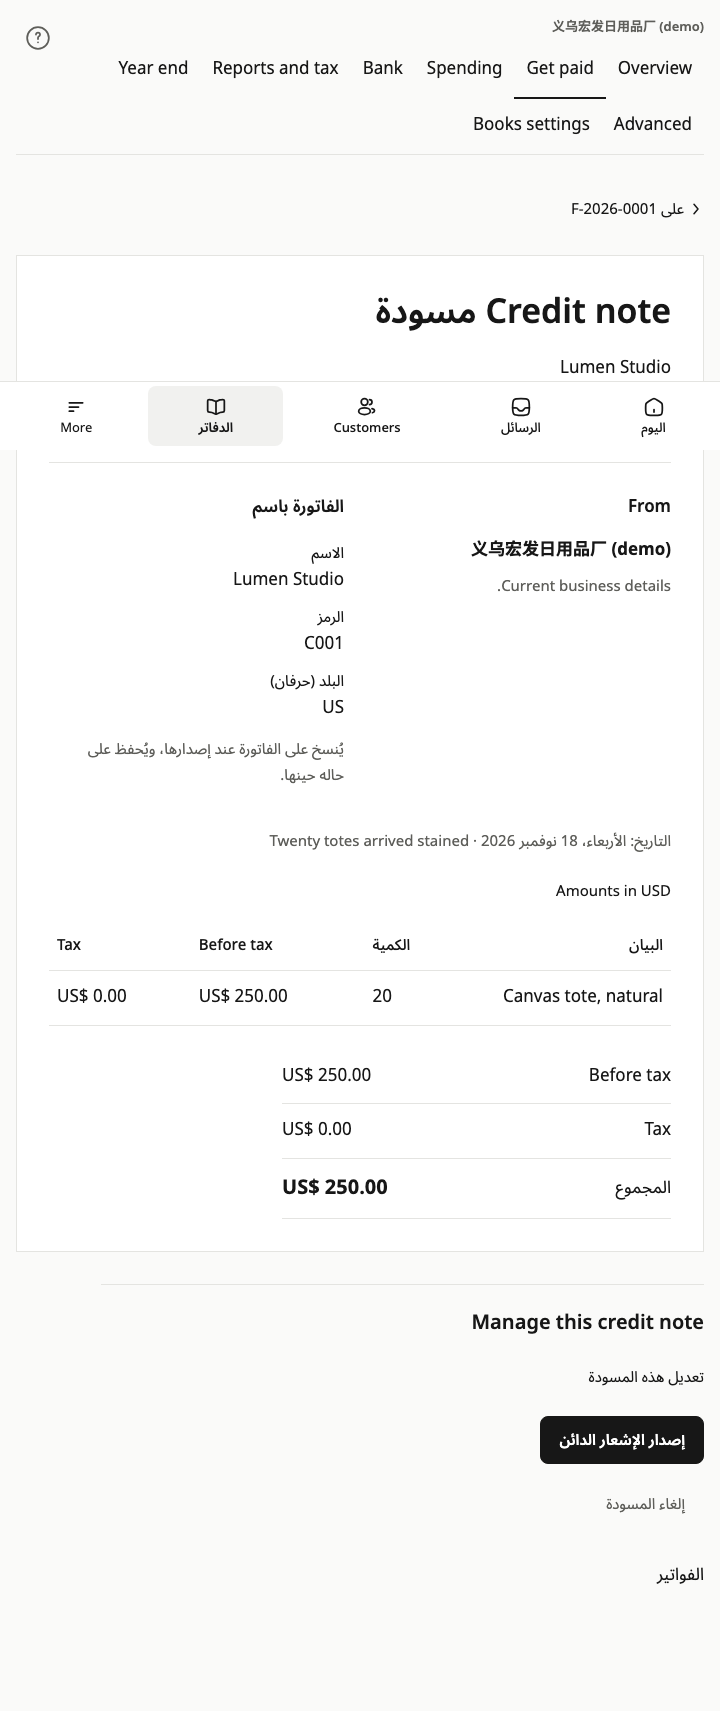 义乌宏发日用品厂 (demo)
Overview
Get paid
Spending
Bank
Reports and tax
Year end
Advanced
Books settings
على F-2026-0001
Credit note مسودة
Lumen Studio
اليوم
الرسائل
Customers
الدفاتر
More
From
义乌宏发日用品厂 (demo)
Current business details.
الفاتورة باسم
الاسم
Lumen Studio
الرمز
C001
البلد (حرفان)
US
يُنسخ على الفاتورة عند إصدارها، ويُحفظ على
حاله حينها.
التاريخ: الأربعاء، 18 نوفمبر 2026 · Twenty totes arrived stained
Amounts in USD
البيان الكمية Before tax Tax
Canvas tote, natural 20 US$ 250.00 US$ 0.00
Before tax US$ 250.00
Tax US$ 0.00
المجموع US$ 250.00
Manage this credit note
تعديل هذه المسودة
إصدار الإشعار الدائن
إلغاء المسودة
الفواتير